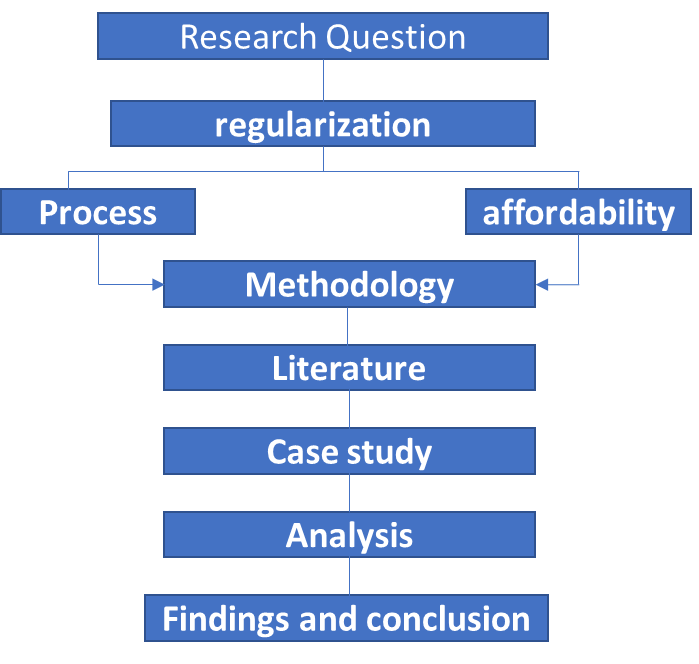 Research Question
regularization
Process
affordability
Methodology
Literature
Case study
Analysis
Findings and conclusion